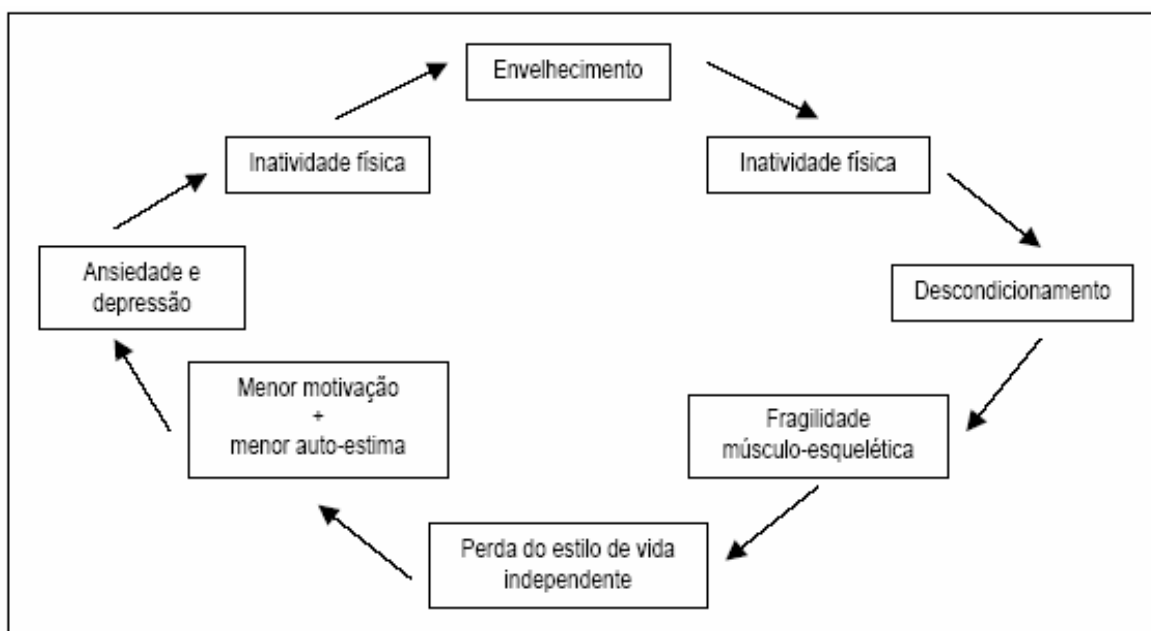 Envelhecimento
Inatividade física
Descondicionamento
Fragilidade
músculo-esquelética
Perda do estilo de vida
independente
Menor motivação
+
menor auto-estima
Ansiedade e
depressão
Inatividade física